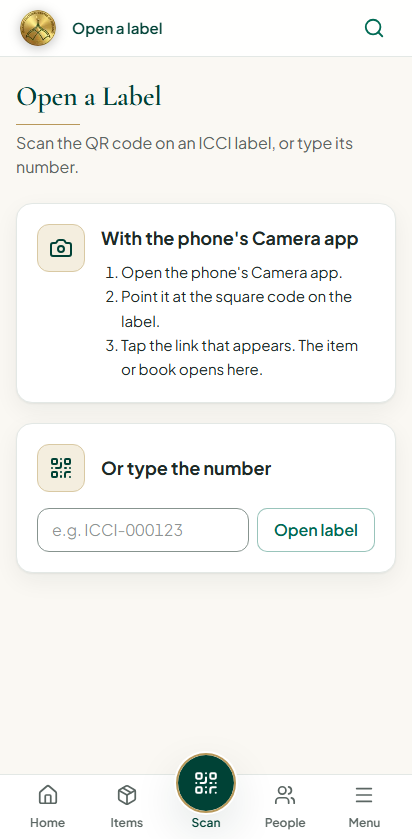 Open a label
Open a Label
Scan the QR code on an ICCI label, or type its
number.
With the phone's Camera app
1. Open the phone's Camera app.
2. Point it at the square code on the
label.
3. Tap the link that appears. The item
or book opens here.
Or type the number
e.g. ICCI-000123
Open label
Home
Items
Scan
People
Menu